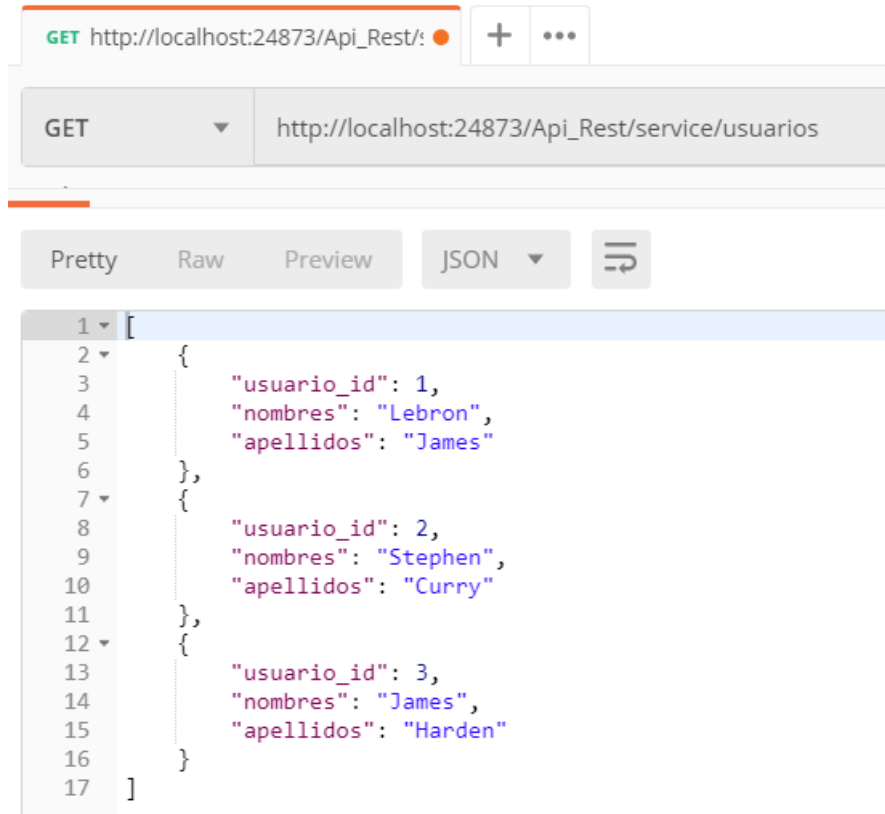 GET http://localhost:24873/Api_Rest/s
GET http://localhost:24873/Api_Rest/service/usuarios
Pretty Raw Preview JSON
1 [
2 {
3 "usuario_id": 1,
4 "nombres": "Lebron",
5 "apellidos": "James"
6 },
7 {
8 "usuario_id": 2,
9 "nombres": "Stephen",
10 "apellidos": "Curry"
11 },
12 {
13 "usuario_id": 3,
14 "nombres": "James",
15 "apellidos": "Harden"
16 }
17 ]